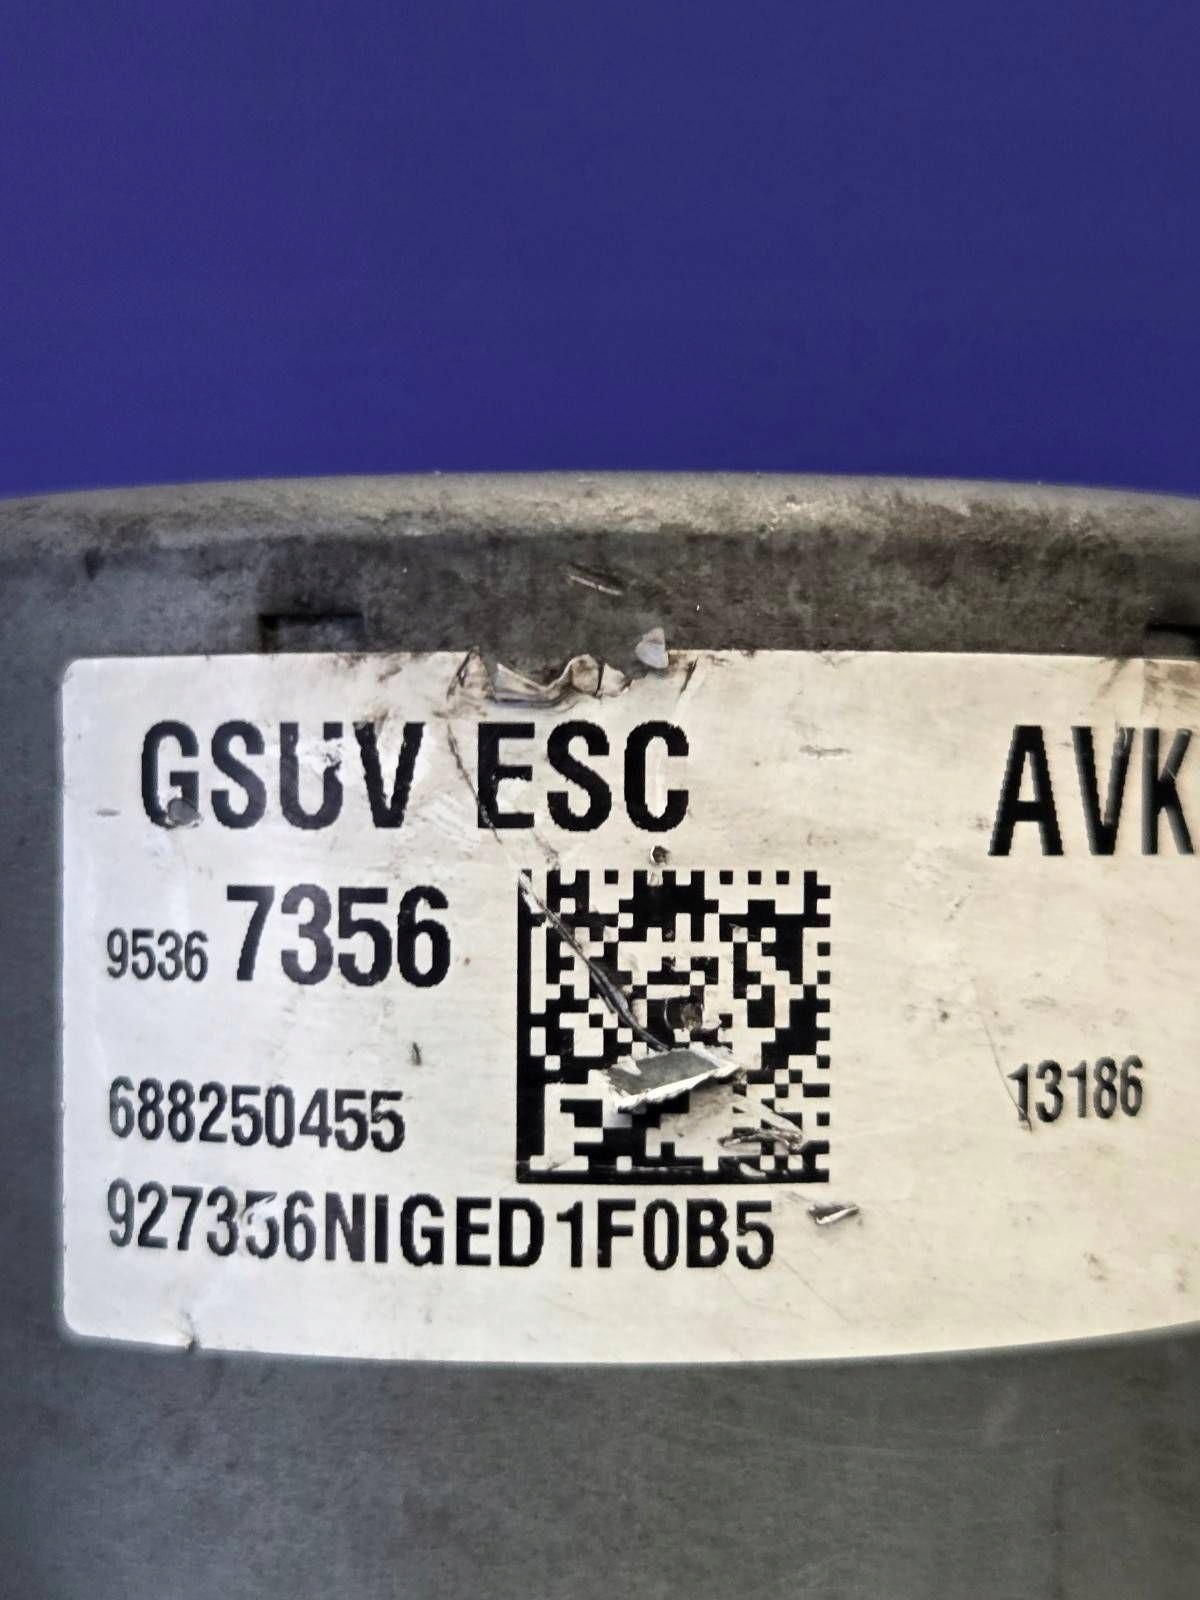 GSUV ESC AVK
9536 7356
688250455 13186
927356NIGED1F0B5